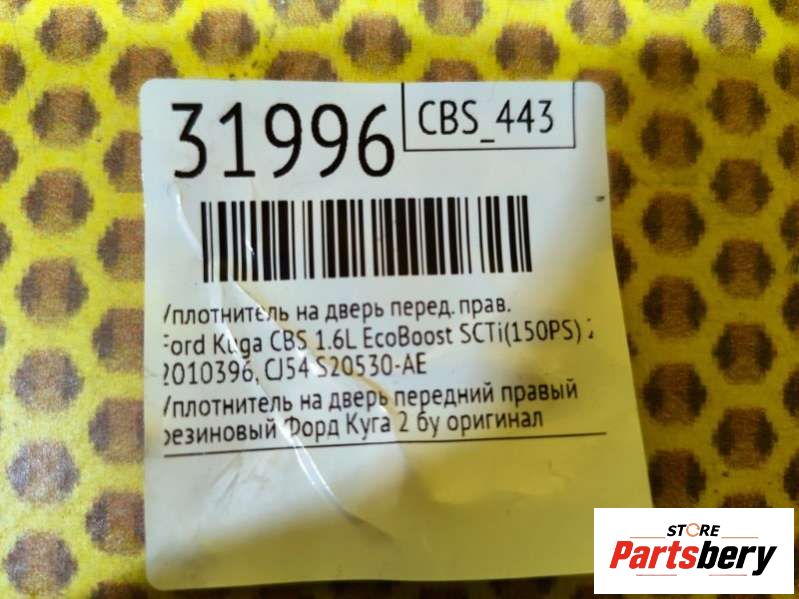 31996
CBS_443
Уплотнитель на дверь перед. прав.
Ford Kuga CBS 1.6L EcoBoost SCTi(150PS)
2010396, CJ54 S20530-AE
Уплотнитель на дверь передний правый
резиновый Форд Куга 2 бу оригинал
STORE
Partsbery